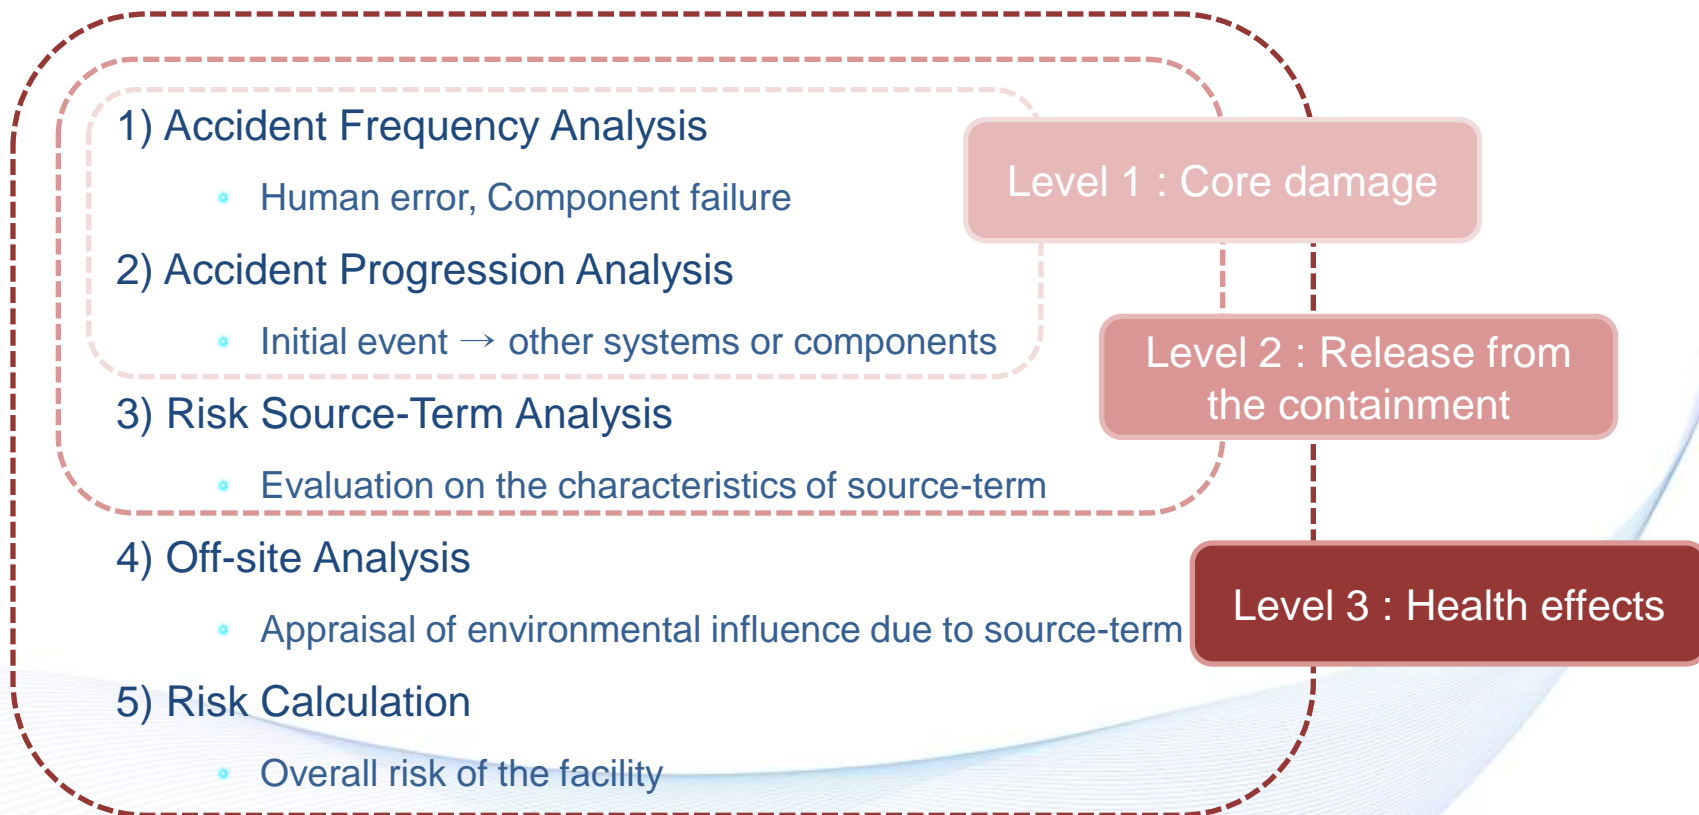 1) Accident Frequency Analysis
• Human error, Component failure
2) Accident Progression Analysis
• Initial event → other systems or components
3) Risk Source-Term Analysis
• Evaluation on the characteristics of source-term
4) Off-site Analysis
• Appraisal of environmental influence due to source-term
5) Risk Calculation
• Overall risk of the facility
Level 1 : Core damage
Level 2 : Release from
the containment
Level 3 : Health effects